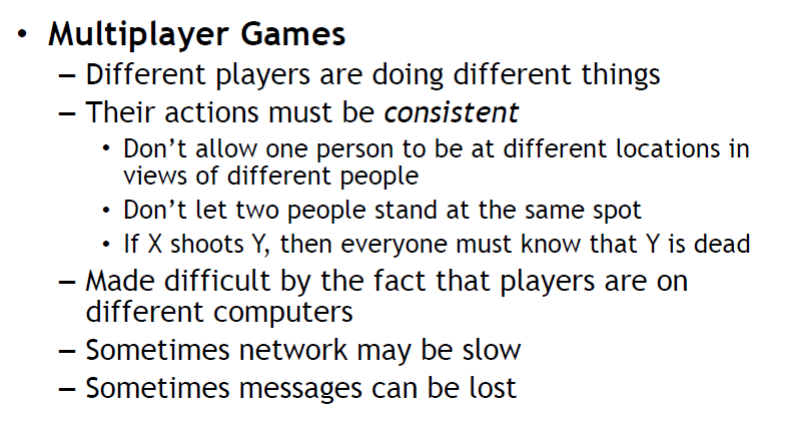 • Multiplayer Games
– Different players are doing different things
– Their actions must be consistent
• Don’t allow one person to be at different locations in
views of different people
• Don’t let two people stand at the same spot
• If X shoots Y, then everyone must know that Y is dead
– Made difficult by the fact that players are on
different computers
– Sometimes network may be slow
– Sometimes messages can be lost